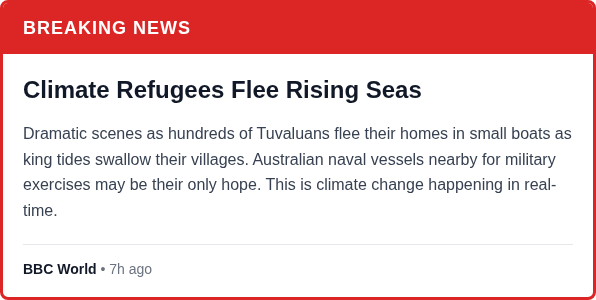 BREAKING NEWS
Climate Refugees Flee Rising Seas
Dramatic scenes as hundreds of Tuvaluans flee their homes in small boats as
king tides swallow their villages. Australian naval vessels nearby for military
exercises may be their only hope. This is climate change happening in real-
time.
BBC World • 7h ago